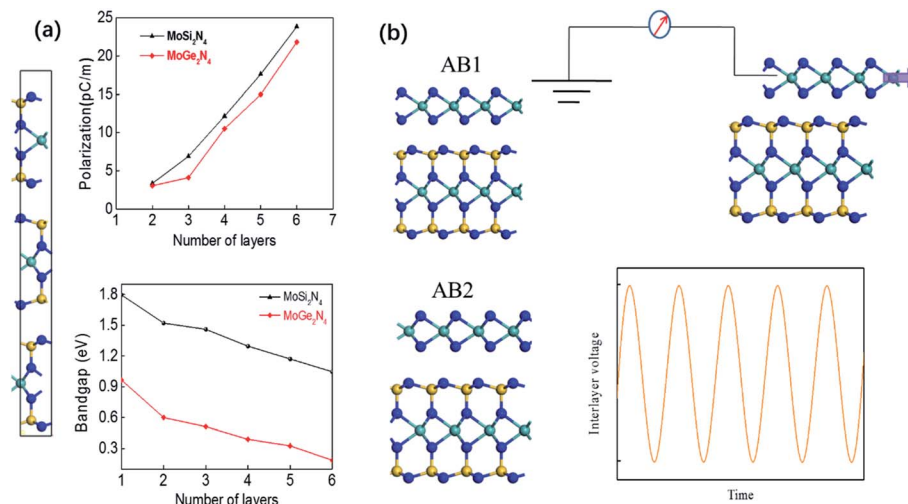 (a)
25
20
15
10
5
0
Polarization(pC/m)
MoSi₂N₄
MoGe₂N₄
1 2 3 4 5 6 7
Number of layers
1.8
1.5
1.2
0.9
0.6
0.3
Bandgap (eV)
MoSi₂N₄
MoGe₂N₄
1 2 3 4 5 6
Number of layers
(b)
AB1
AB2
Interlayer voltage
Time